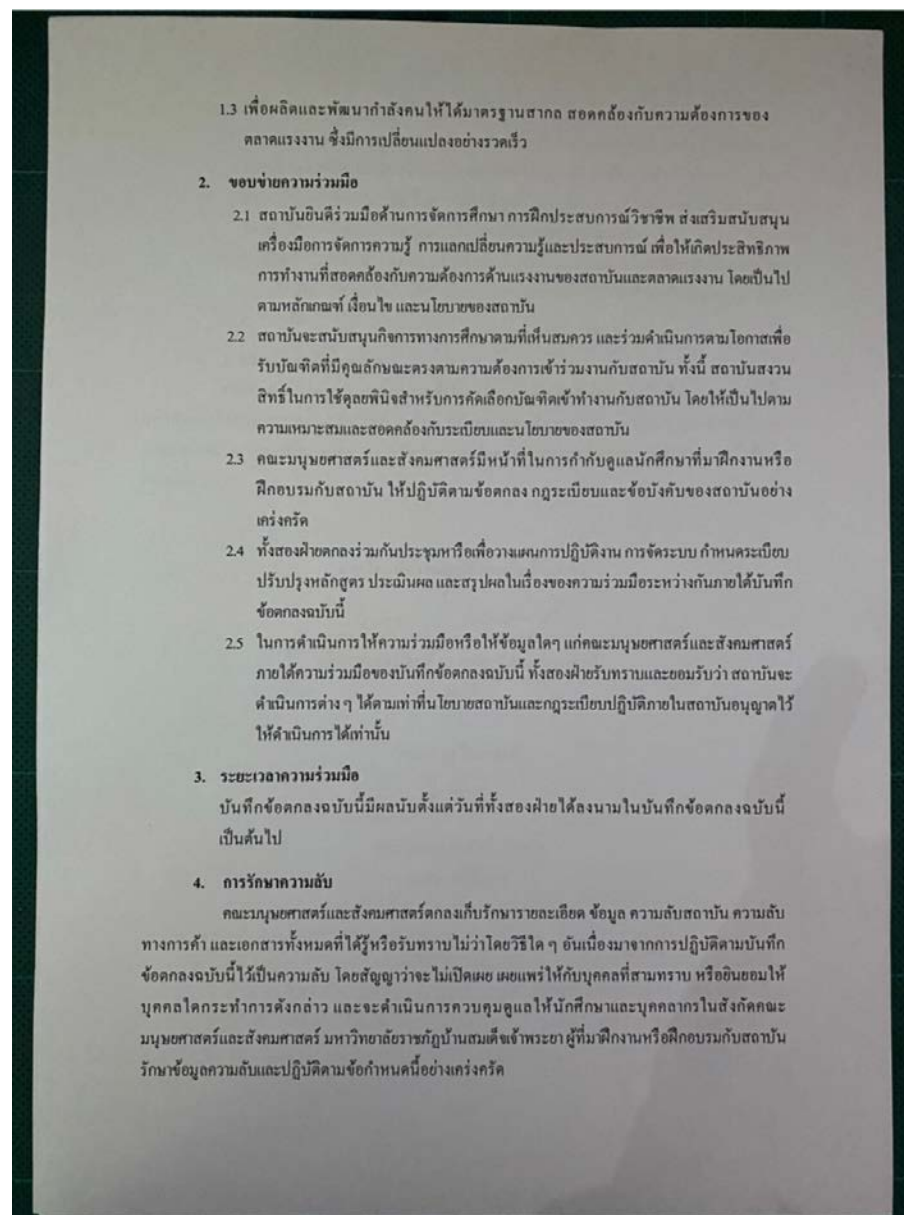 1.3 เพื่อผลิตและพัฒนากำลังคนให้ได้มาตรฐานสากล สอดคล้องกับความต้องการของ
ตลาดแรงงาน ซึ่งมีการเปลี่ยนแปลงอย่างรวดเร็ว
2. ขอบข่ายความร่วมมือ
2.1 สถาบันยินดีร่วมมือด้านการจัดการศึกษา การฝึกประสบการณ์วิชาชีพ ส่งเสริมสนับสนุน
เครื่องมือการจัดการความรู้ การแลกเปลี่ยนความรู้และประสบการณ์ เพื่อให้เกิดประสิทธิภาพ
การทำงานที่สอดคล้องกับความต้องการด้านแรงงานของสถาบันและตลาดแรงงาน โดยเป็นไป
ตามหลักเกณฑ์ เงื่อนไข และนโยบายของสถาบัน
2.2 สถาบันจะสนับสนุนกิจการทางการศึกษาตามที่เห็นสมควร และร่วมดำเนินการตามโอกาสเพื่อ
รับบัณฑิตที่มีคุณลักษณะตรงตามความต้องการเข้าร่วมงานกับสถาบัน ทั้งนี้ สถาบันสงวน
สิทธิ์ในการใช้ดุลยพินิจสำหรับการคัดเลือกบัณฑิตเข้าทำงานกับสถาบัน โดยให้เป็นไปตาม
ความเหมาะสมและสอดคล้องกับระเบียบและนโยบายของสถาบัน
2.3 คณะมนุษยศาสตร์และสังคมศาสตร์มีหน้าที่ในการกำกับดูแลนักศึกษาที่มาฝึกงานหรือ
ฝึกอบรมกับสถาบัน ให้ปฏิบัติตามข้อตกลง กฎระเบียบและข้อบังคับของสถาบันอย่าง
เคร่งครัด
2.4 ทั้งสองฝ่ายตกลงร่วมกันประชุมหารือเพื่อวางแผนการปฏิบัติงาน การจัดระบบ กำหนดระเบียบ
ปรับปรุงหลักสูตร ประเมินผล และสรุปผลในเรื่องของความร่วมมือระหว่างกันภายใต้บันทึก
ข้อตกลงฉบับนี้
2.5 ในการดำเนินการให้ความร่วมมือหรือให้ข้อมูลใดๆ แก่คณะมนุษยศาสตร์และสังคมศาสตร์
ภายใต้ความร่วมมือของบันทึกข้อตกลงฉบับนี้ ทั้งสองฝ่ายรับทราบและยอมรับว่า สถาบันจะ
ดำเนินการต่าง ๆ ได้ตามเท่าที่นโยบายสถาบันและกฎระเบียบปฏิบัติภายในสถาบันอนุญาตไว้
ให้ดำเนินการได้เท่านั้น
3. ระยะเวลาความร่วมมือ
บันทึกข้อตกลงฉบับนี้มีผลนับตั้งแต่วันที่ทั้งสองฝ่ายได้ลงนามในบันทึกข้อตกลงฉบับนี้
เป็นต้นไป
4. การรักษาความลับ
คณะมนุษยศาสตร์และสังคมศาสตร์ตกลงเก็บรักษารายละเอียด ข้อมูล ความลับสถาบัน ความลับ
ทางการค้า และเอกสารทั้งหมดที่ได้รู้หรือรับทราบไม่ว่าโดยวิธีใด ๆ อันเนื่องมาจากการปฏิบัติตามบันทึก
ข้อตกลงฉบับนี้ไว้เป็นความลับ โดยสัญญาว่าจะไม่เปิดเผย เผยแพร่ให้กับบุคคลที่สามทราบ หรือยินยอมให้
บุคคลใดกระทำการดังกล่าว และจะดำเนินการควบคุมดูแลให้นักศึกษาและบุคคลากรในสังกัดคณะ
มนุษยศาสตร์และสังคมศาสตร์ มหาวิทยาลัยราชภัฏบ้านสมเด็จเจ้าพระยา ผู้ที่มาฝึกงานหรือฝึกอบรมกับสถาบัน
รักษาข้อมูลความลับและปฏิบัติตามข้อกำหนดนี้อย่างเคร่งครัด